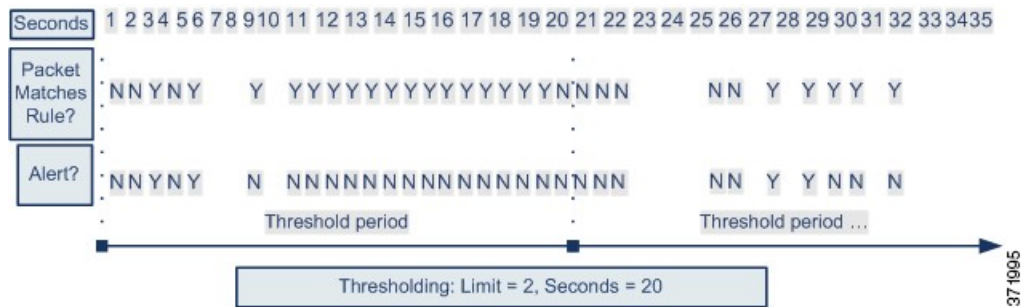 Seconds 1 2 3 4 5 6 7 8 9 10 11 12 13 14 15 16 17 18 19 20 21 22 23 24 25 26 27 28 29 30 31 32 33 34 35
Packet
Matches
Rule?
N N Y N Y Y Y Y Y Y Y Y Y Y Y Y Y Y Y Y N N N N N N Y Y Y Y Y
Alert?
N N Y N Y N N N N N N N N N N N N N N N N N N N N N Y Y N N N
Threshold period
Threshold period ...
Thresholding: Limit = 2, Seconds = 20
371995